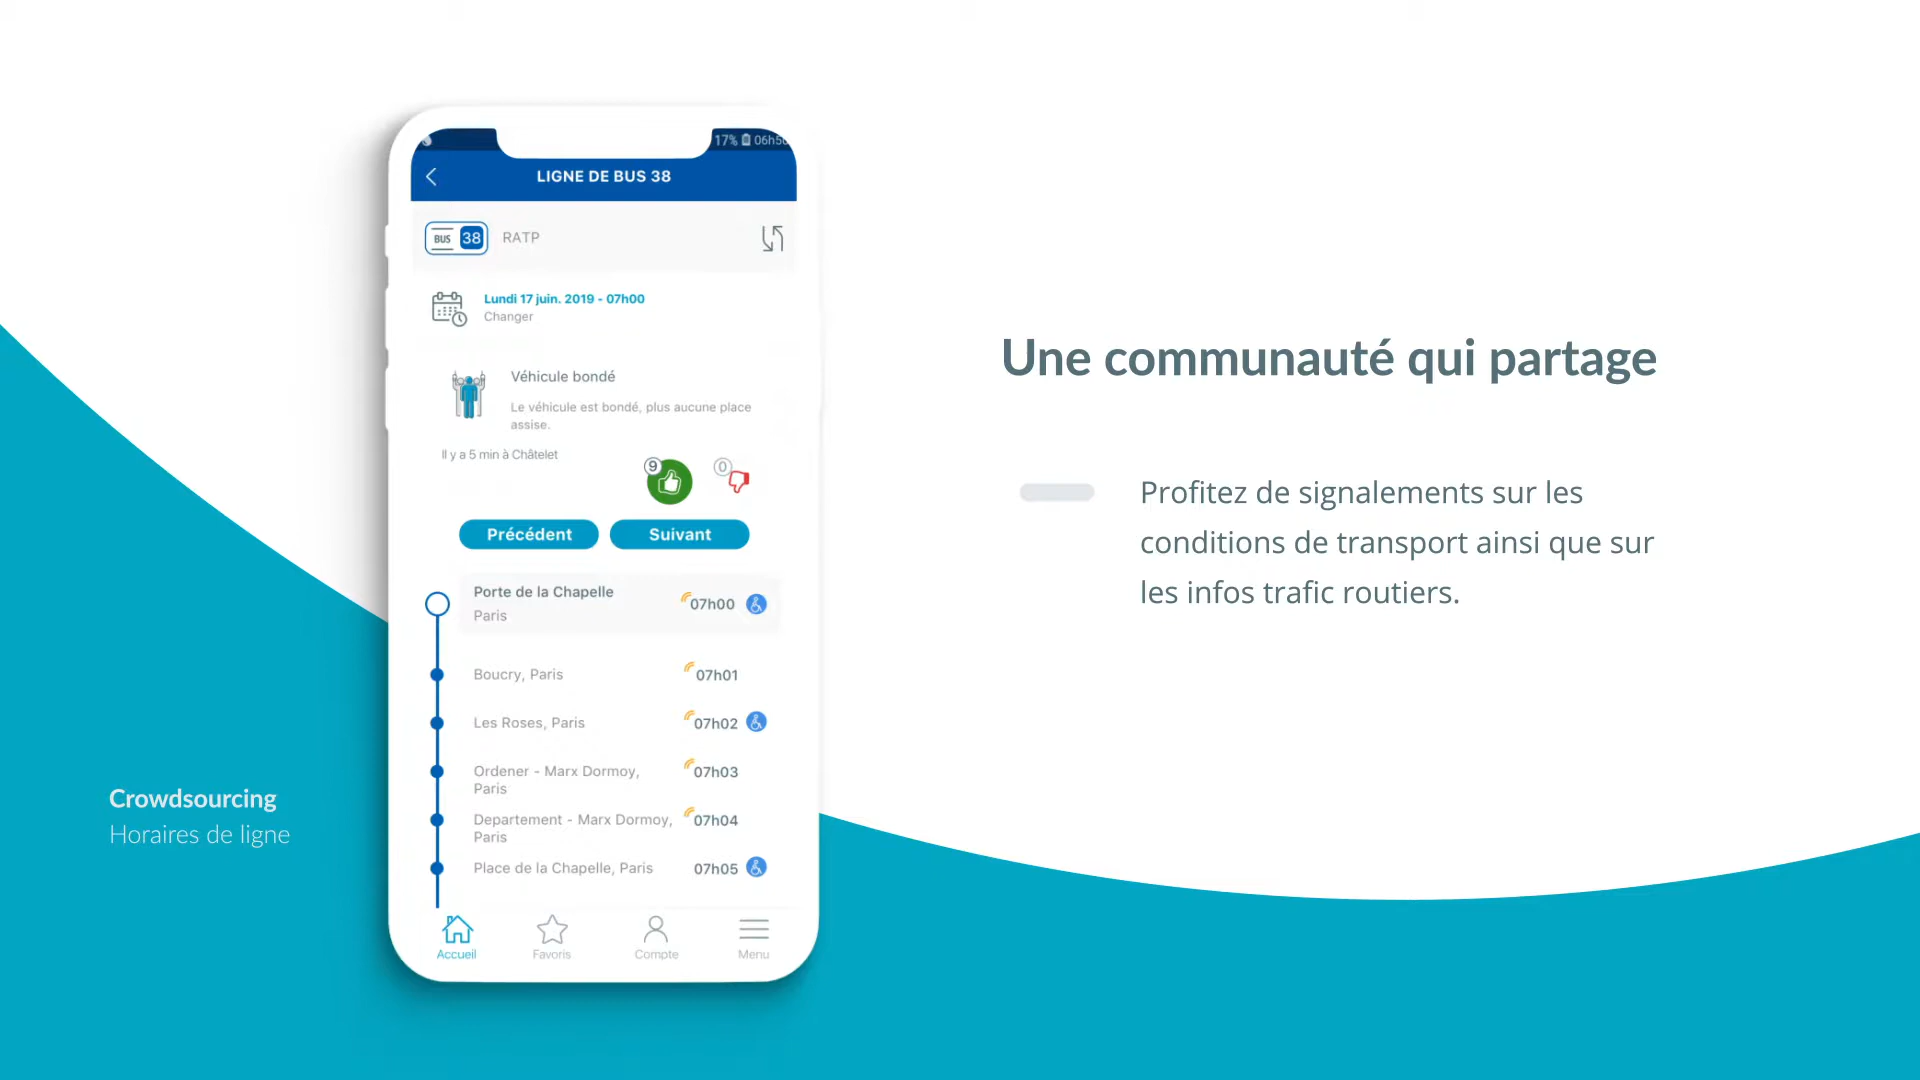 17% 06h50
LIGNE DE BUS 38
BUS 38 RATP
Lundi 17 juin. 2019 - 07h00
Changer
Véhicule bondé
Le véhicule est bondé, plus aucune place
assise.
Il y a 5 min à Châtelet
9
0
Précédent
Suivant
Porte de la Chapelle
Paris
07h00
Boucry, Paris
07h01
Les Roses, Paris
07h02
Ordener - Marx Dormoy,
Paris
07h03
Departement - Marx Dormoy,
Paris
07h04
Place de la Chapelle, Paris
07h05
Accueil
Favoris
Compte
Menu
Une communauté qui partage
Profitez de signalements sur les
conditions de transport ainsi que sur
les infos trafic routiers.
Crowdsourcing
Horaires de ligne